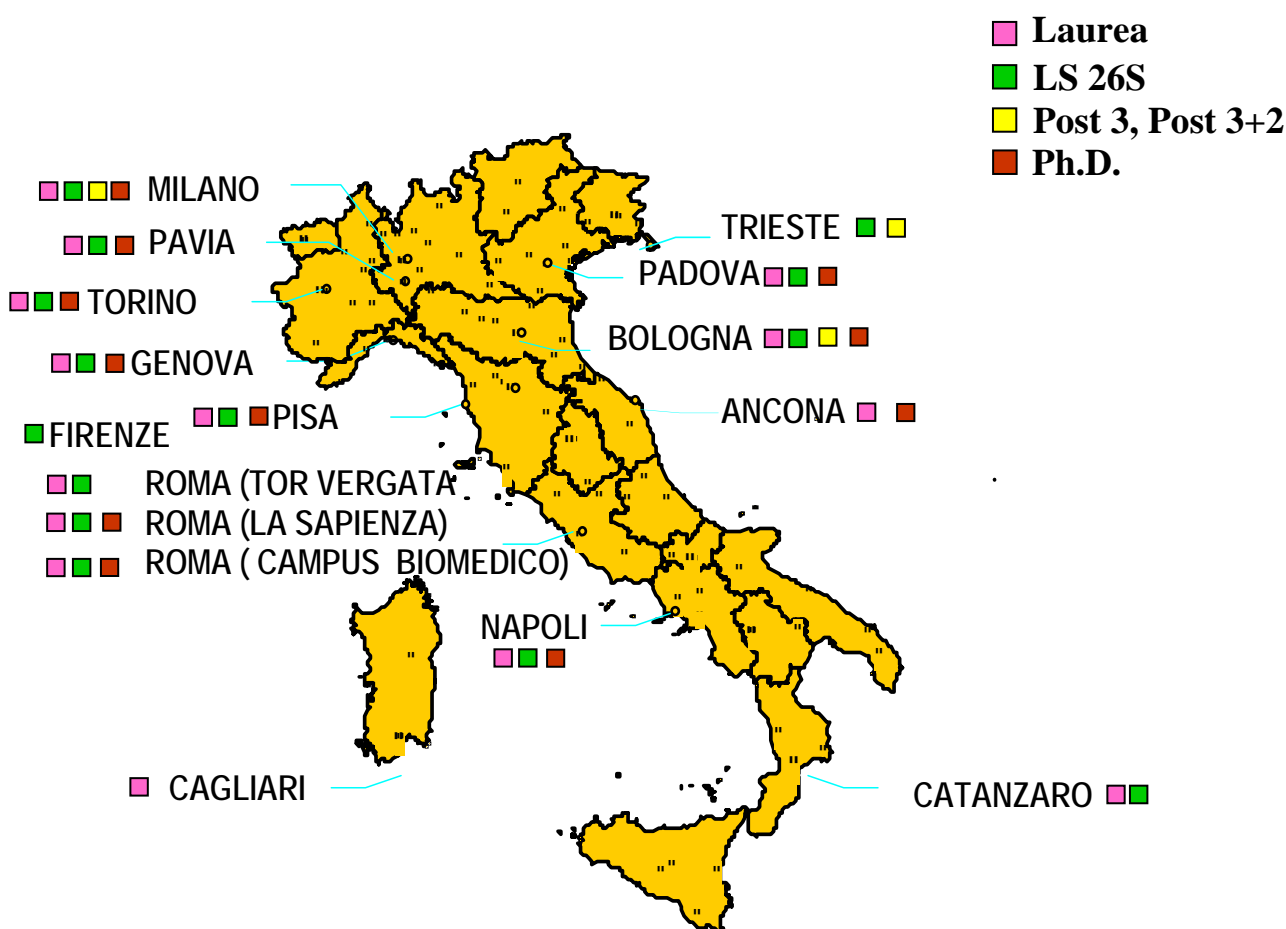 Laurea
LS 26S
Post 3, Post 3+2
Ph.D.
MILANO
PAVIA
TORINO
GENOVA
PISA
FIRENZE
ROMA (TOR VERGATA
ROMA (LA SAPIENZA)
ROMA ( CAMPUS BIOMEDICO)
NAPOLI
CAGLIARI
TRIESTE
PADOVA
BOLOGNA
ANCONA
CATANZARO